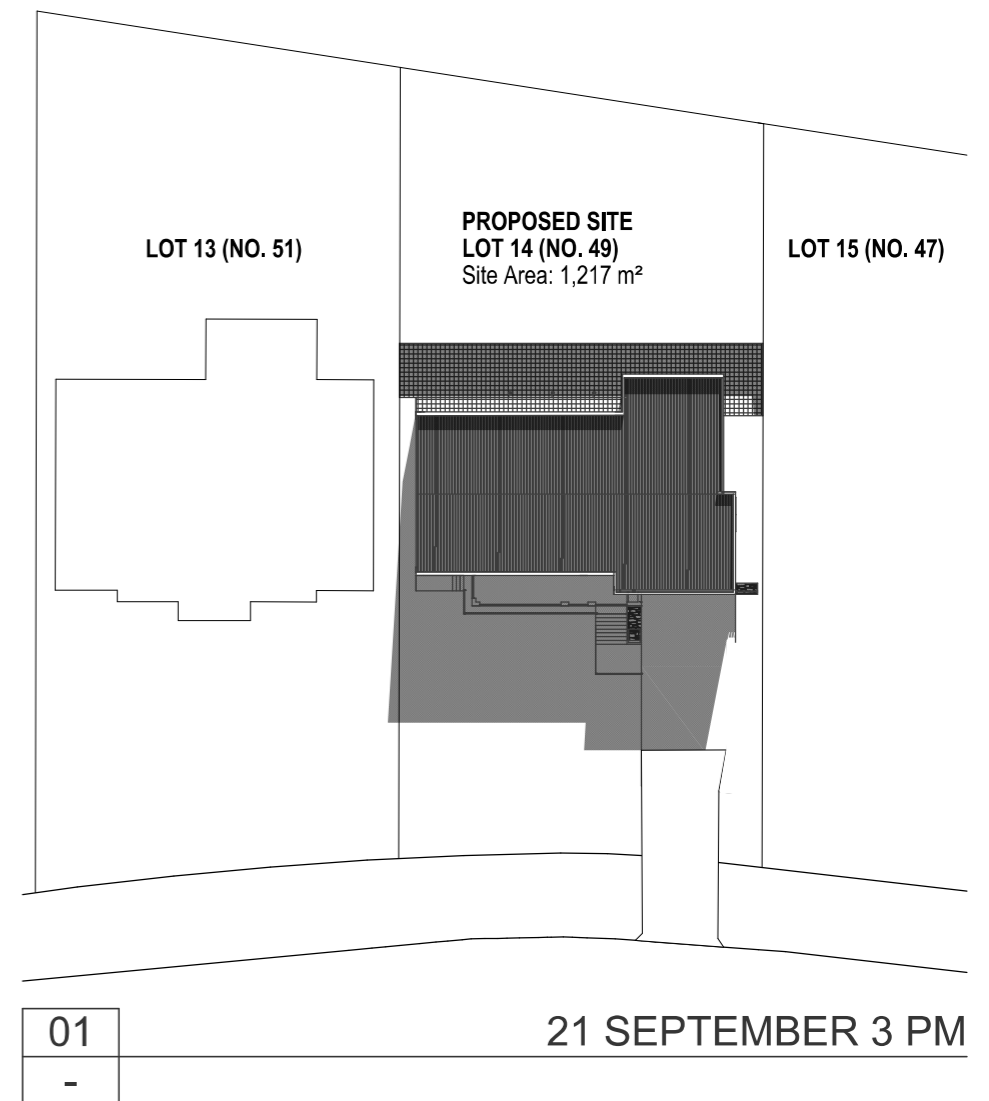 PROPOSED SITE
LOT 13 (NO. 51)
LOT 14 (NO. 49)
LOT 15 (NO. 47)
Site Area: 1,217 m²
01
21 SEPTEMBER 3 PM
-